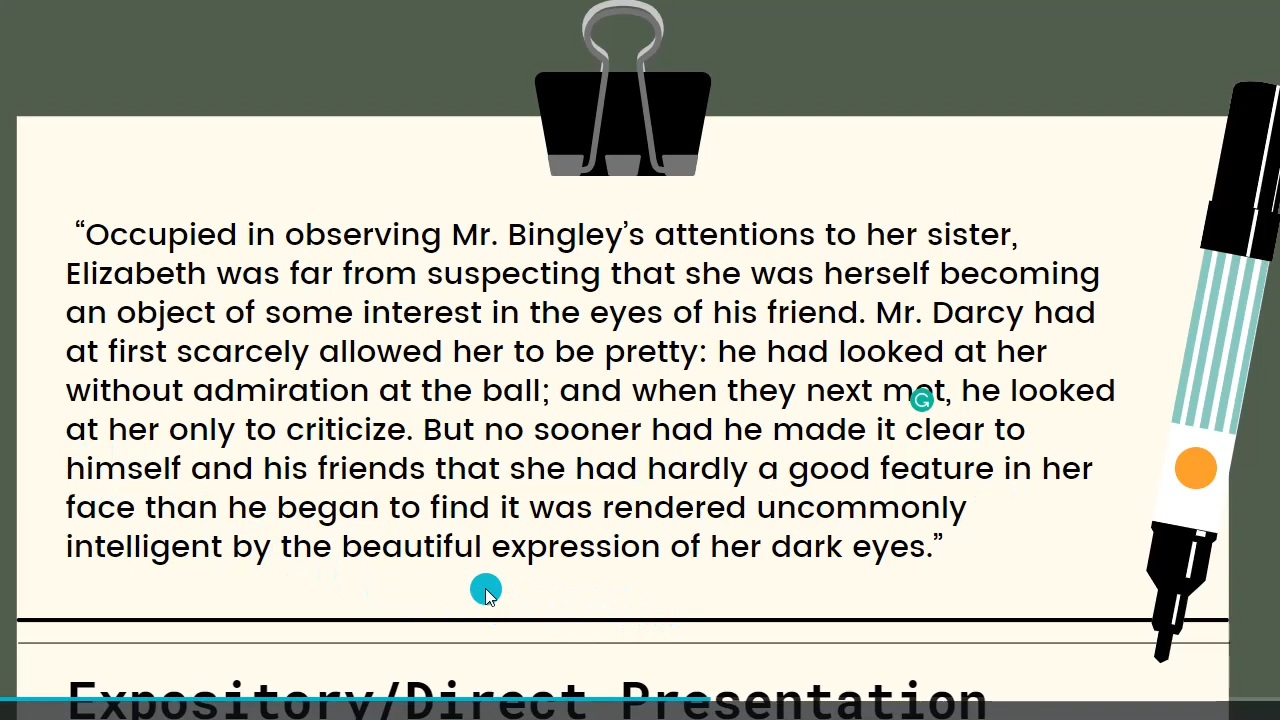 “Occupied in observing Mr. Bingley’s attentions to her sister,
Elizabeth was far from suspecting that she was herself becoming
an object of some interest in the eyes of his friend. Mr. Darcy had
at first scarcely allowed her to be pretty: he had looked at her
without admiration at the ball; and when they next met, he looked
at her only to criticize. But no sooner had he made it clear to
himself and his friends that she had hardly a good feature in her
face than he began to find it was rendered uncommonly
intelligent by the beautiful expression of her dark eyes.”
Expository/Direct Presentation